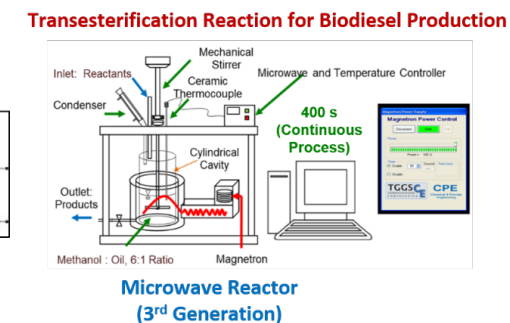 Transesterification Reaction for Biodiesel Production
Mechanical
Stirrer
Inlet: Reactants
Ceramic
Thermocouple
Microwave and Temperature Controller
Condenser
400 s
(Continuous
Process)
Magnetron Power Control
Cylindrical
Cavity
Outlet:
Products
TGGS
CPE
Methanol : Oil, 6:1 Ratio
Magnetron
Microwave Reactor
(3rd Generation)